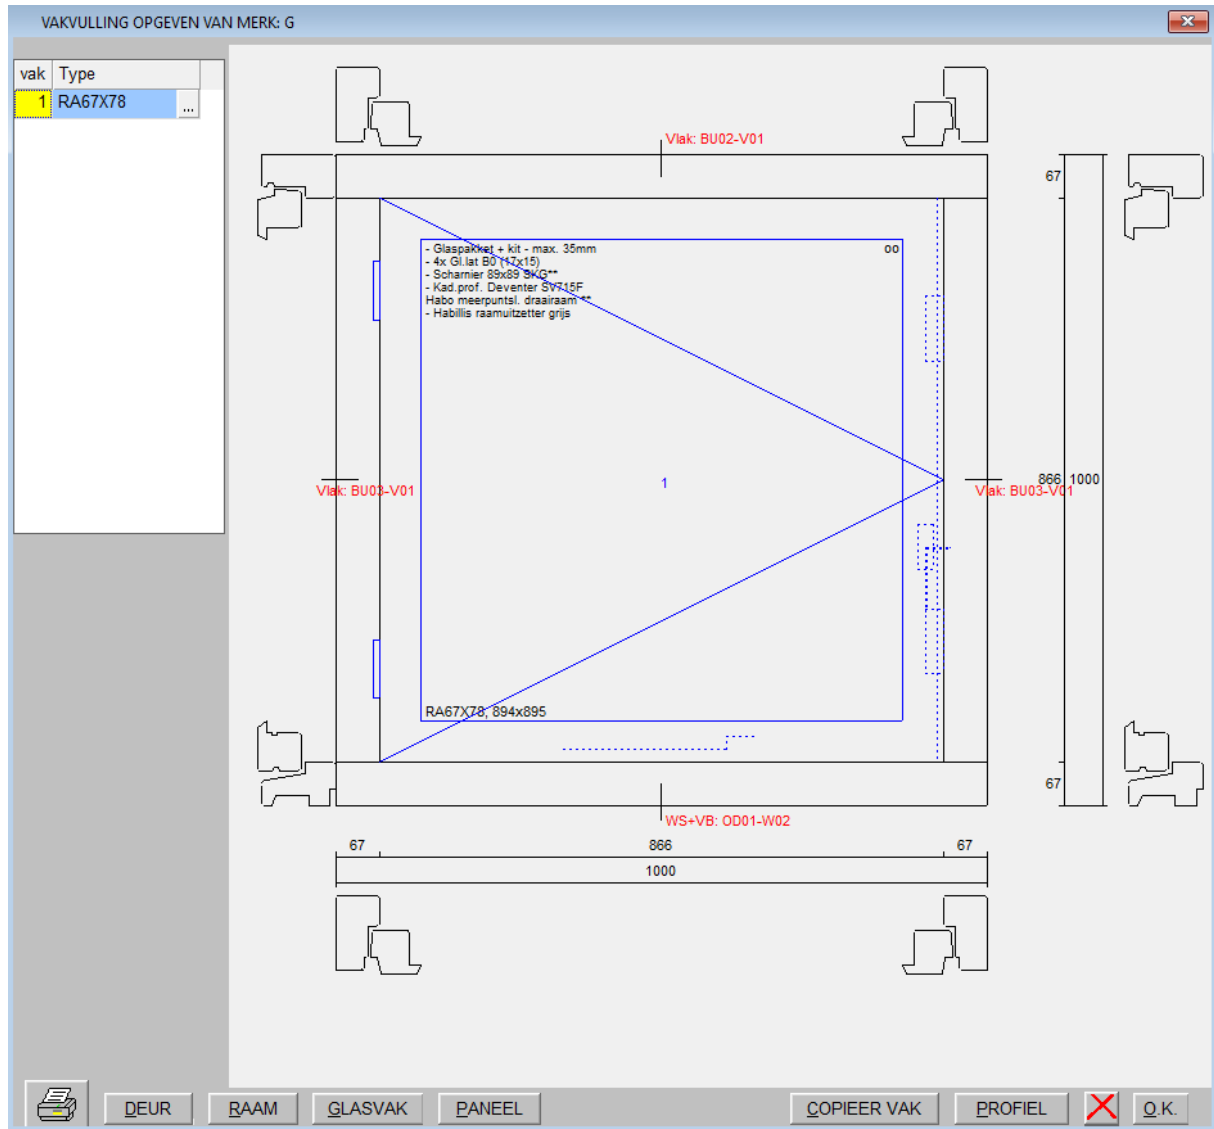 VAKVULLING OPGEVEN VAN MERK: G
vak Type
1 RA67X78 ...
Vlak: BU02-V01
67
- Glaspakket + kit - max. 35mm
00
- 4x Gl.lat B0 (17x15)
- Scharnier 89x89 SKG**
- Kad.prof. Deventer SV715F
Habo meerpuntsl. draairaam **
- Habillis raamuitzetter grijs
1
866 1000
Vlak: BU03-V01
Vlak: BU03-V01
RA67X78, 894x895
67
WS+VB: OD01-W02
67 866 67
1000
DEUR RAAM GLASVAK PANEEL COPIEER VAK PROFIEL O.K.